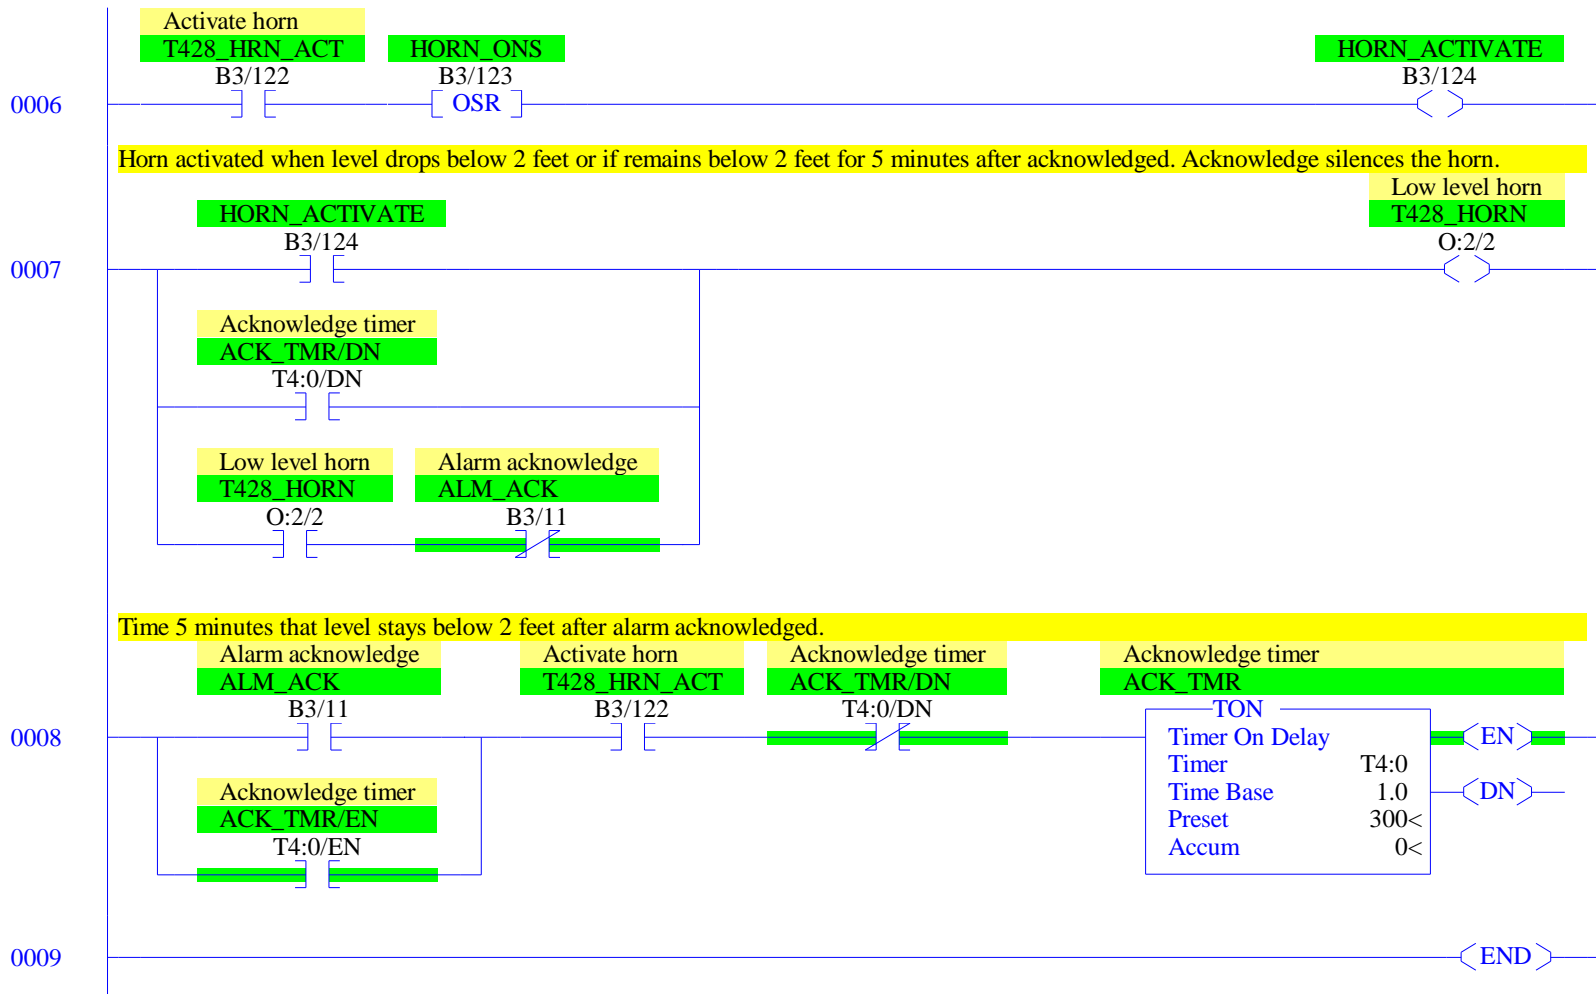 Activate horn
T428_HRN_ACT HORN_ONS HORN_ACTIVATE
B3/122 B3/123 B3/124
0006 OSR
Horn activated when level drops below 2 feet or if remains below 2 feet for 5 minutes after acknowledged. Acknowledge silences the horn.
Low level horn
HORN_ACTIVATE T428_HORN
B3/124 O:2/2
0007
Acknowledge timer
ACK_TMR/DN
T4:0/DN
Low level horn Alarm acknowledge
T428_HORN ALM_ACK
O:2/2 B3/11
Time 5 minutes that level stays below 2 feet after alarm acknowledged.
Alarm acknowledge Activate horn Acknowledge timer Acknowledge timer
ALM_ACK T428_HRN_ACT ACK_TMR/DN ACK_TMR
B3/11 B3/122 T4:0/DN TON
0008 Timer On Delay EN
Timer T4:0
Time Base 1.0 DN
Preset 300<
Accum 0<
Acknowledge timer
ACK_TMR/EN
T4:0/EN
0009 END